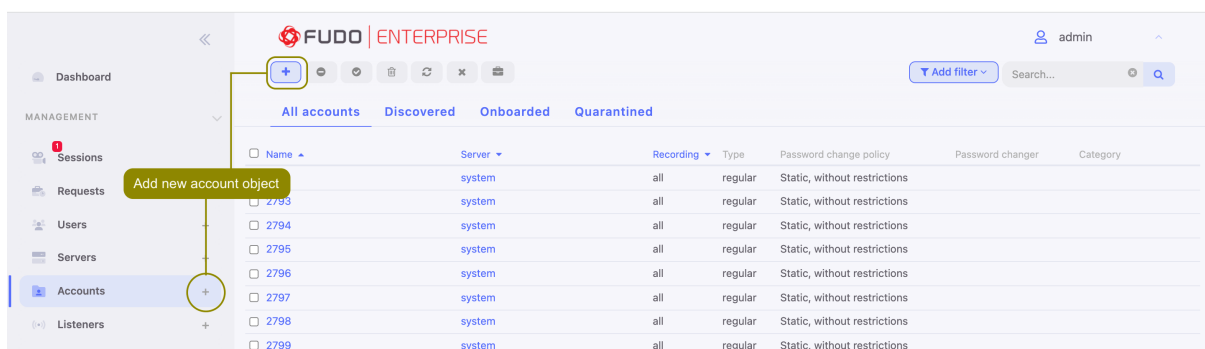 FUDO ENTERPRISE
admin
Dashboard
Add filter
Search...
MANAGEMENT
All accounts Discovered Onboarded Quarantined
1
Sessions
Name Server Recording Type Password change policy Password changer Category
system all regular Static, without restrictions
Requests
Add new account object
2793 system all regular Static, without restrictions
Users
2794 system all regular Static, without restrictions
2795 system all regular Static, without restrictions
Servers
2796 system all regular Static, without restrictions
Accounts +
2797 system all regular Static, without restrictions
Listeners +
2798 system all regular Static, without restrictions
2799 system all regular Static, without restrictions